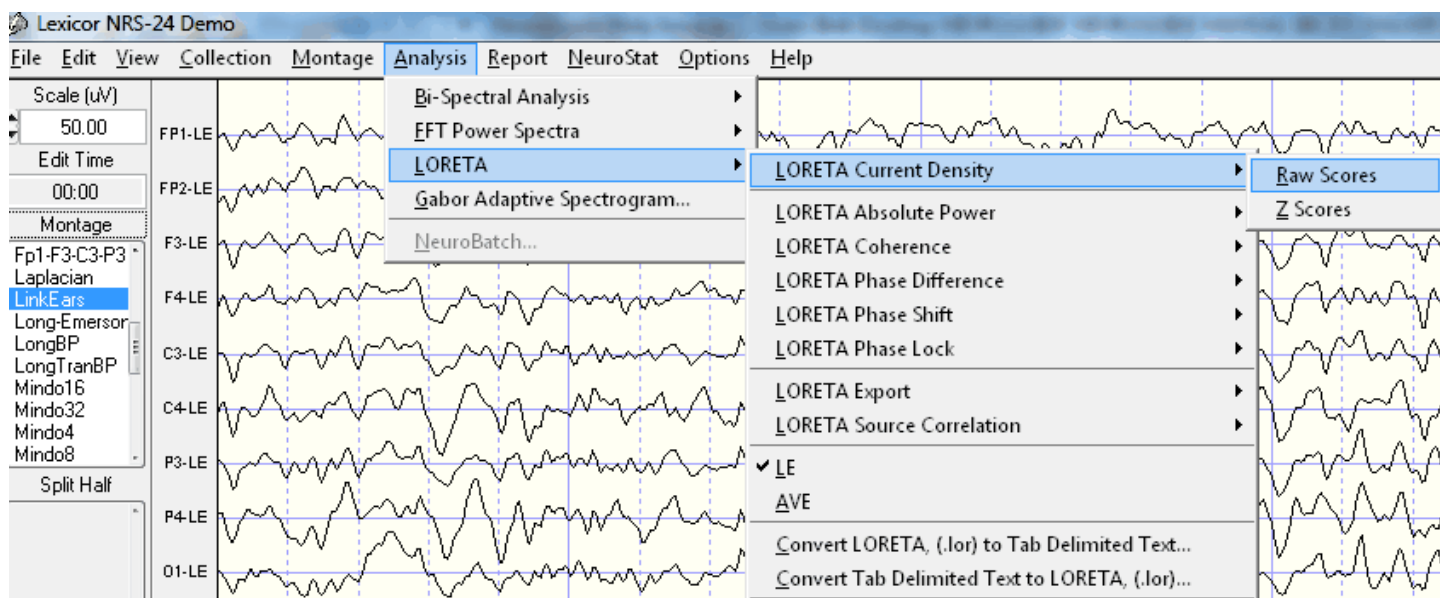 Lexicor NRS-24 Demo
File Edit View Collection Montage Analysis Report NeuroStat Options Help
Scale (uV)
50.00
Edit Time
00:00
Montage
Fp1-F3-C3-P3
Laplacian
LinkEars
Long-Emerson
LongBP
LongTranBP
Mindo16
Mindo32
Mindo4
Mindo8
Split Half
FP1-LE
FP2-LE
F3-LE
F4-LE
C3-LE
C4-LE
P3-LE
P4-LE
O1-LE
Bi-Spectral Analysis
FFT Power Spectra
LORETA
Gabor Adaptive Spectrogram...
NeuroBatch...
LORETA Current Density
LORETA Absolute Power
LORETA Coherence
LORETA Phase Difference
LORETA Phase Shift
LORETA Phase Lock
LORETA Export
LORETA Source Correlation
LE
AVE
Convert LORETA, (.lor) to Tab Delimited Text...
Convert Tab Delimited Text to LORETA, (.lor)...
Raw Scores
Z Scores